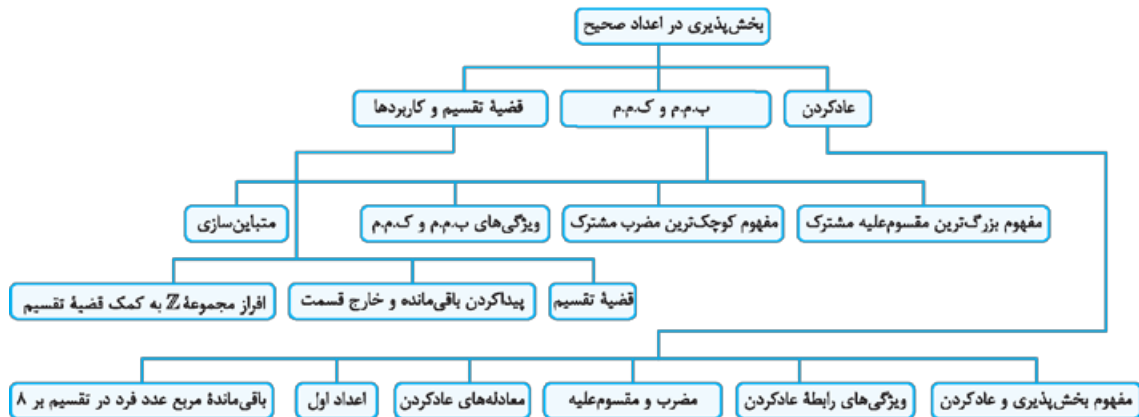 بخش‌پذیری در اعداد صحیح
عادکردن
ب.م.م و ک.م.م
قضیهٔ تقسیم و کاربردها
مفهوم بزرگ‌ترین مقسوم‌علیه مشترک
مفهوم کوچک‌ترین مضرب مشترک
ویژگی‌های ب.م.م و ک.م.م
متباین‌سازی
قضیهٔ تقسیم
پیداکردن باقی‌مانده و خارج قسمت
افراز مجموعهٔ ℤ به کمک قضیهٔ تقسیم
مفهوم بخش‌پذیری و عادکردن
ویژگی‌های رابطهٔ عادکردن
مضرب و مقسوم‌علیه
معادله‌های عادکردن
اعداد اول
باقی‌ماندهٔ مربع عدد فرد در تقسیم بر ۸